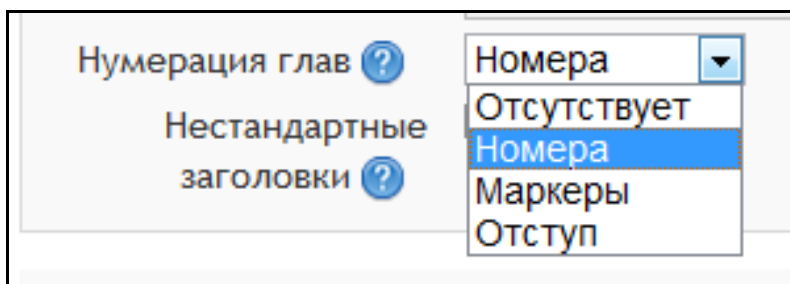 Нумерация глав ?
Номера
Отсутствует
Нестандартные
Номера
заголовки ?
Маркеры
Отступ